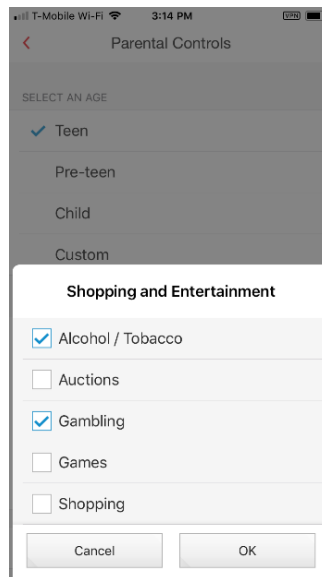 T-Mobile Wi-Fi 3:14 PM VPN
Parental Controls
SELECT AN AGE
Teen
Pre-teen
Child
Custom
Shopping and Entertainment
Alcohol / Tobacco
Auctions
Gambling
Games
Shopping
Cancel OK